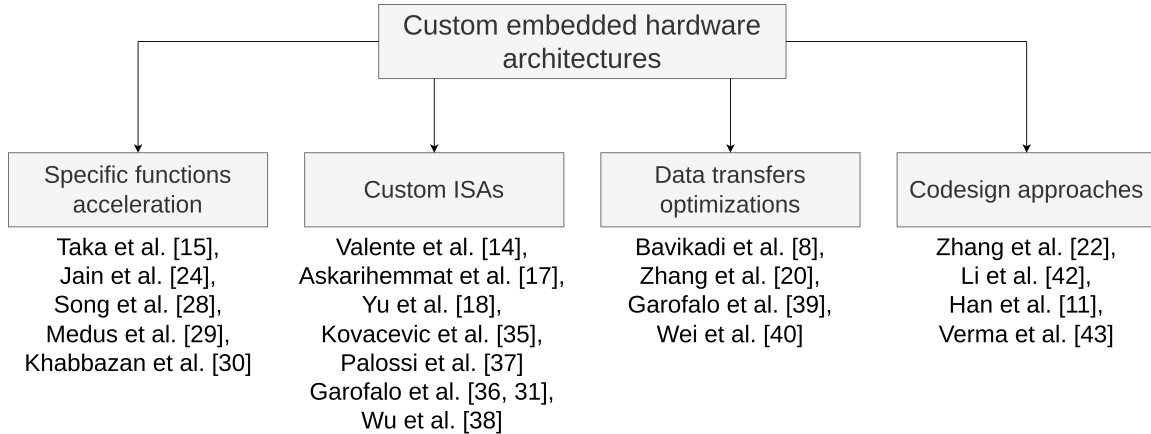 Custom embedded hardware
architectures
Specific functions
acceleration
Taka et al. [15],
Jain et al. [24],
Song et al. [28],
Medus et al. [29],
Khabbazan et al. [30]
Custom ISAs
Valente et al. [14],
Askarihemmat et al. [17],
Yu et al. [18],
Kovacevic et al. [35],
Palossi et al. [37]
Garofalo et al. [36, 31],
Wu et al. [38]
Data transfers
optimizations
Bavikadi et al. [8],
Zhang et al. [20],
Garofalo et al. [39],
Wei et al. [40]
Codesign approaches
Zhang et al. [22],
Li et al. [42],
Han et al. [11],
Verma et al. [43]